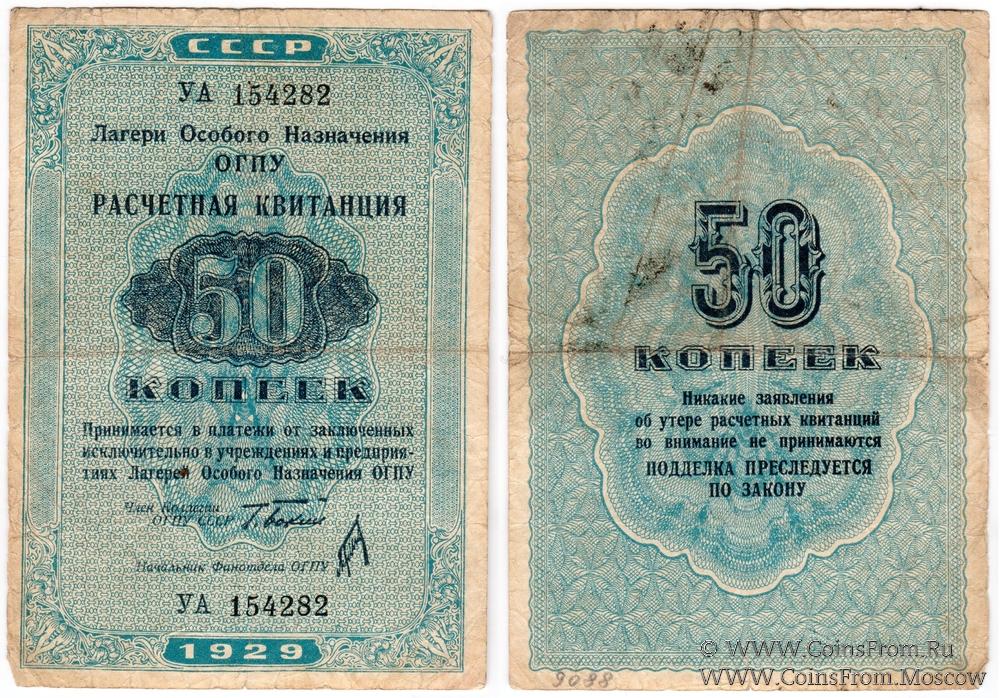 СССР
УА 154282
Лагери Особого Назначения
ОГПУ
РАСЧЕТНАЯ КВИТАНЦИЯ
50
КОПЕЕК
Принимается в платежи от заключенных
исключительно в учреждениях и предприя-
тиях Лагерей Особого Назначения ОГПУ
Член Коллегии
ОГПУ СССР Г Бокий
Начальник Финотдела ОГПУ
УА 154282
1929
50
КОПЕЕК
Никакие заявления
об утере расчетных квитанций
во внимание не принимаются
ПОДДЕЛКА ПРЕСЛЕДУЕТСЯ
ПО ЗАКОНУ
© WWW.CoinsFrom.Ru
WWW.CoinsFrom.Moscow